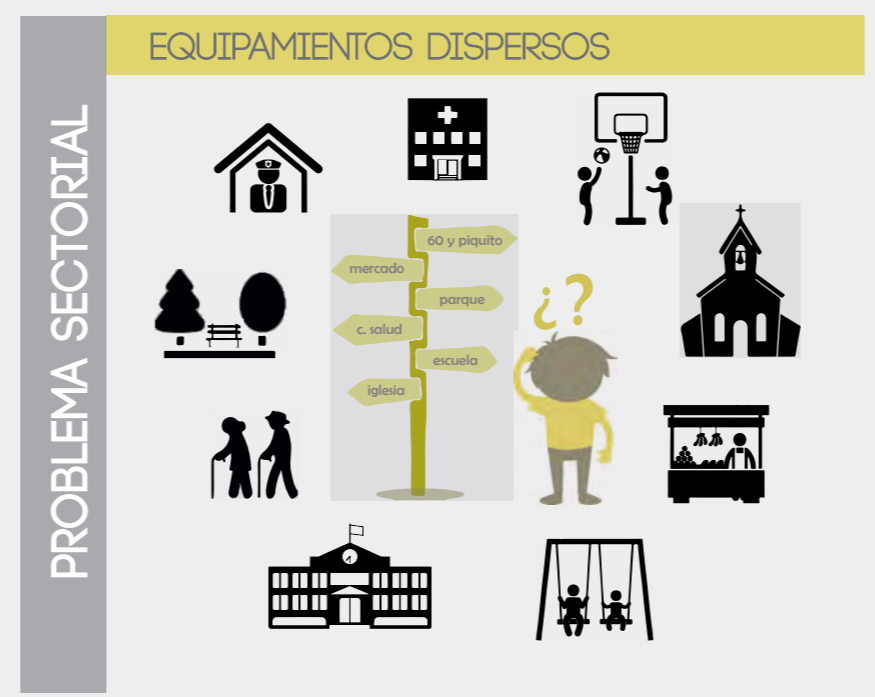 EQUIPAMIENTOS DISPERSOS
PROBLEMA SECTORIAL
60 y piquito
mercado
parque
c. salud
escuela
iglesia
¿?